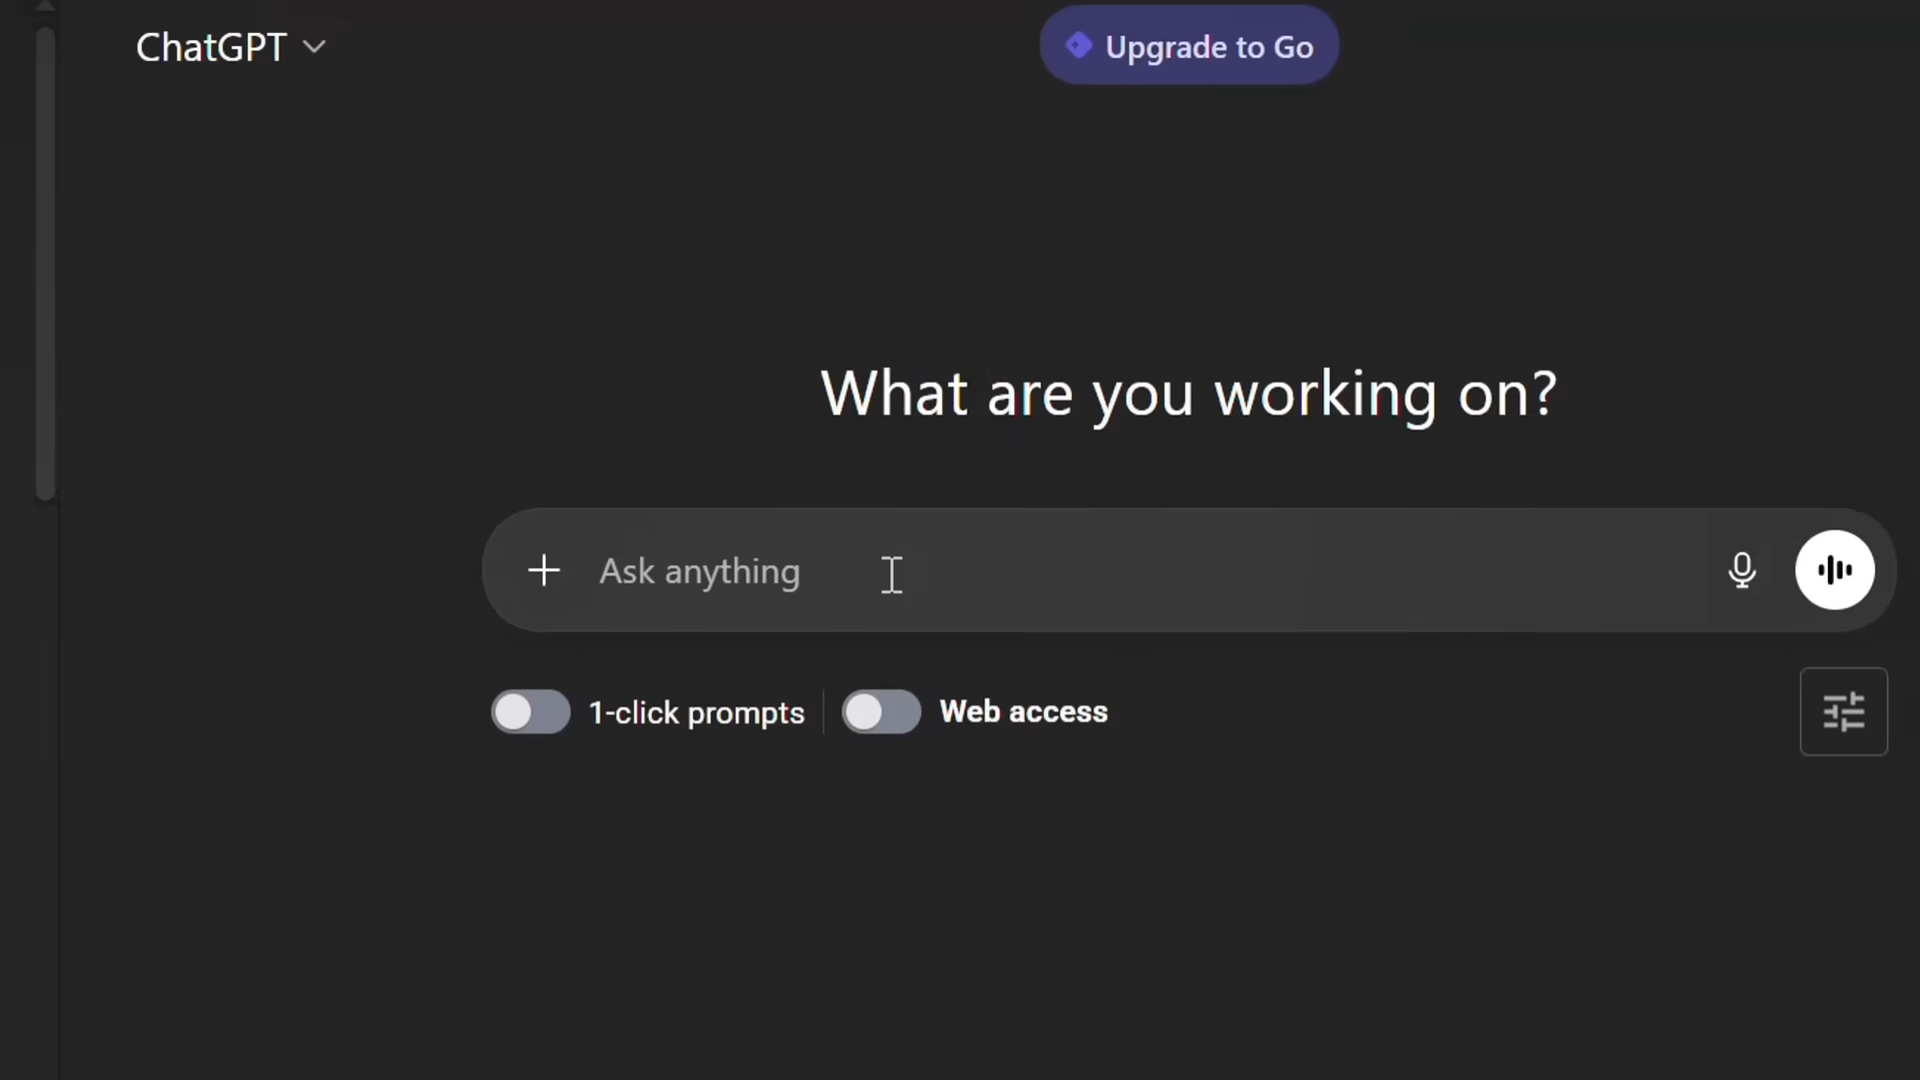 ChatGPT
Upgrade to Go
What are you working on?
Ask anything
1-click prompts
Web access